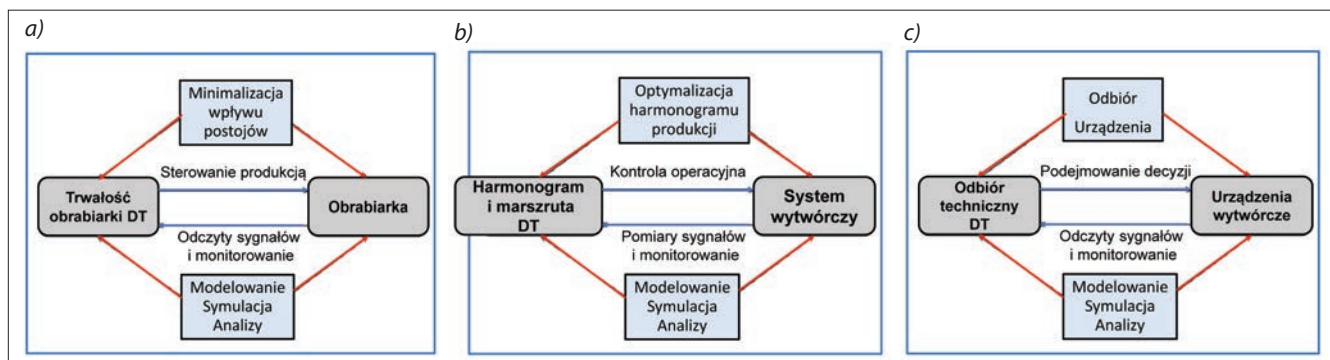 a)
Minimalizacja
wpływu
postojów
Sterowanie produkcją
Trwałość
obrabiarki DT
Obrabiarka
Odczyty sygnałów
i monitorowanie
Modelowanie
Symulacja
Analizy
b)
Optymalizacja
harmonogramu
produkcji
Kontrola operacyjna
Harmonogram
i marszruta
DT
System
wytwórczy
Pomiary sygnałów
i monitorowanie
Modelowanie
Symulacja
Analizy
c)
Odbiór
Urządzenia
Podejmowanie decyzji
Odbiór
techniczny
DT
Urządzenia
wytwórcze
Odczyty sygnałów
i monitorowanie
Modelowanie
Symulacja
Analizy